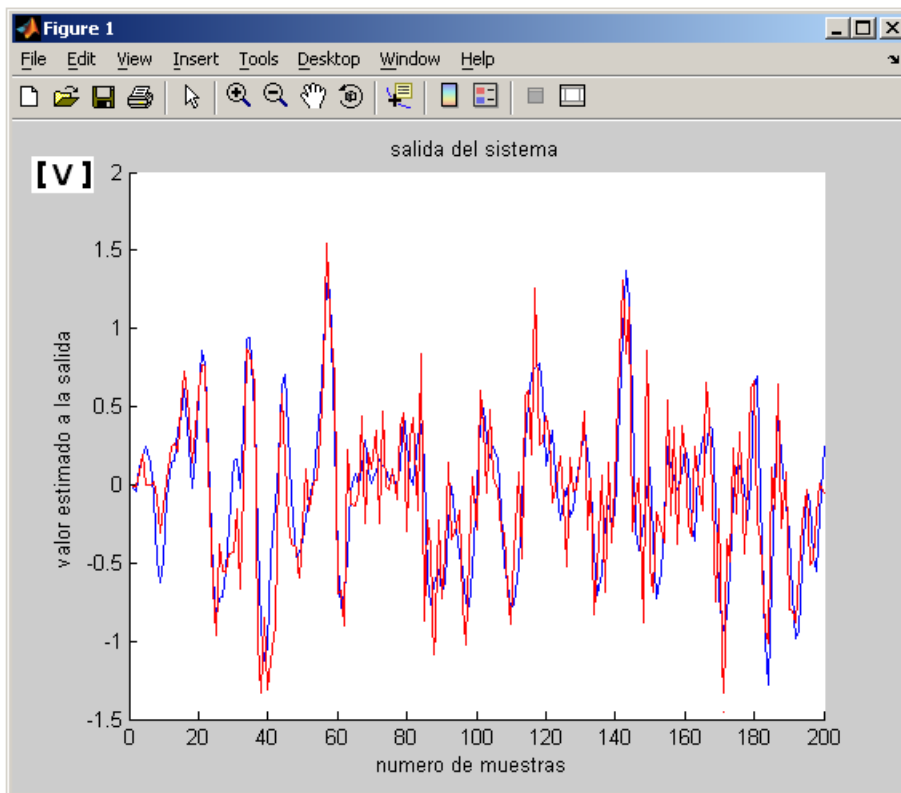 Figure 1
File Edit View Insert Tools Desktop Window Help
salida del sistema
[V]
2
1.5
1
0.5
0
-0.5
-1
-1.5
valor estimado a la salida
0 20 40 60 80 100 120 140 160 180 200
numero de muestras